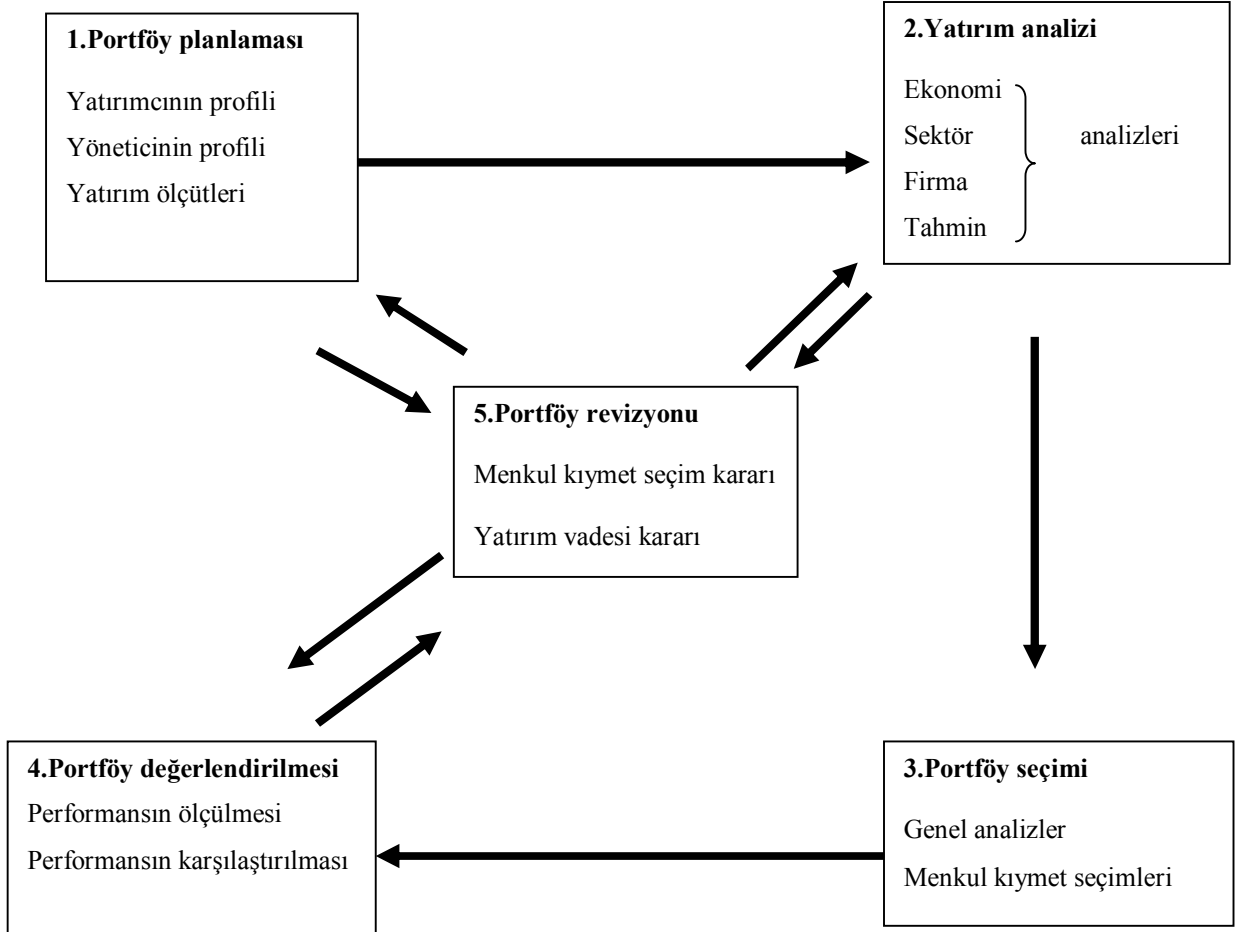 1.Portföy planlaması
Yatırımcının profili
Yöneticinin profili
Yatırım ölçütleri
2.Yatırım analizi
Ekonomi
Sektör
Firma
Tahmin
analizleri
5.Portföy revizyonu
Menkul kıymet seçim kararı
Yatırım vadesi kararı
4.Portföy değerlendirilmesi
Performansın ölçülmesi
Performansın karşılaştırılması
3.Portföy seçimi
Genel analizler
Menkul kıymet seçimleri